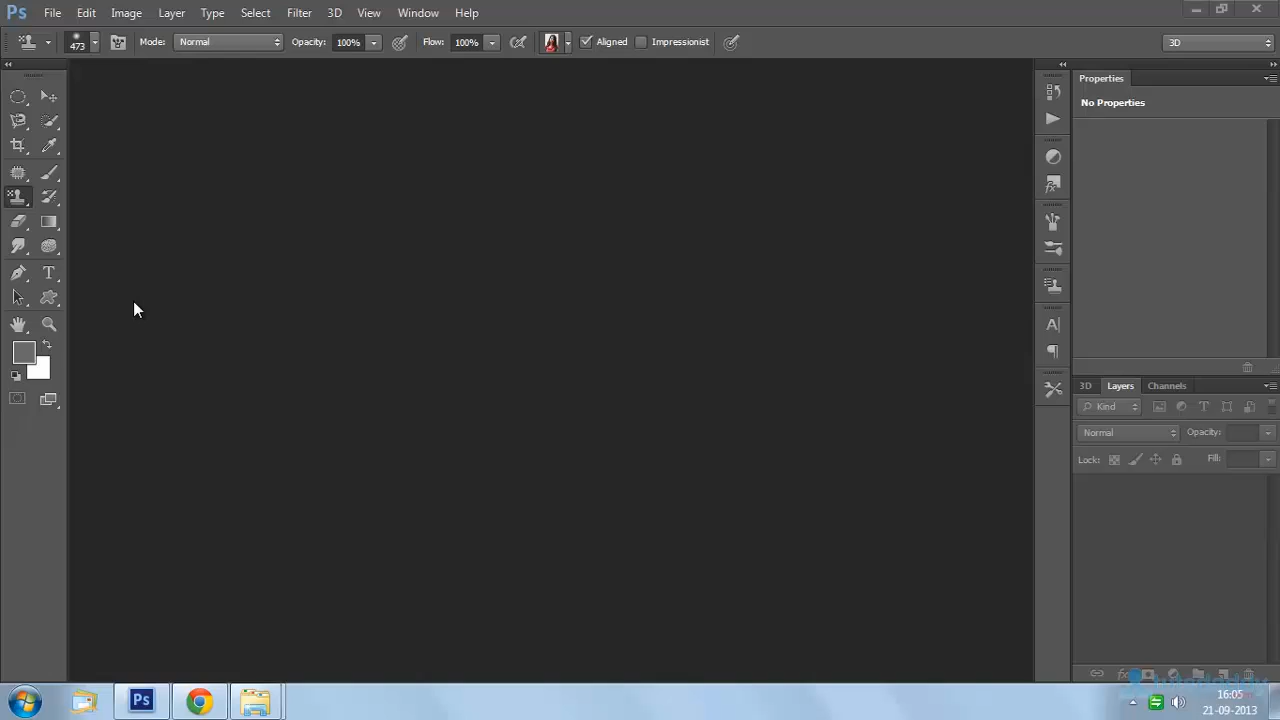 Ps File Edit Image Layer Type Select Filter 3D View Window Help
473 Mode: Normal Opacity: 100% Flow: 100% Aligned Impressionist 3D
Properties
No Properties
3D Layers Channels
Kind
Normal Opacity:
Lock: Fill:
Ps
16:05
21-09-2013